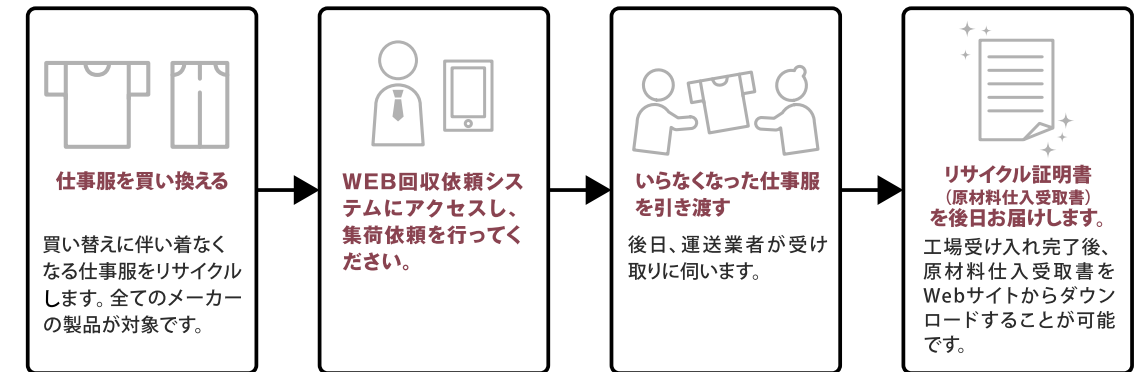 仕事服を買い換える
買い替えに伴い着なく
なる仕事服をリサイクル
します。全てのメーカー
の製品が対象です。
WEB回収依頼シス
テムにアクセスし、
集荷依頼を行ってく
ださい。
いらなくなった仕事服
を引き渡す
後日、運送業者が受け
取りに伺います。
リサイクル証明書
（原材料仕入受取書）
を後日お届けします。
工場受け入れ完了後、
原材料仕入受取書を
Webサイトからダウン
ロードすることが可能
です。